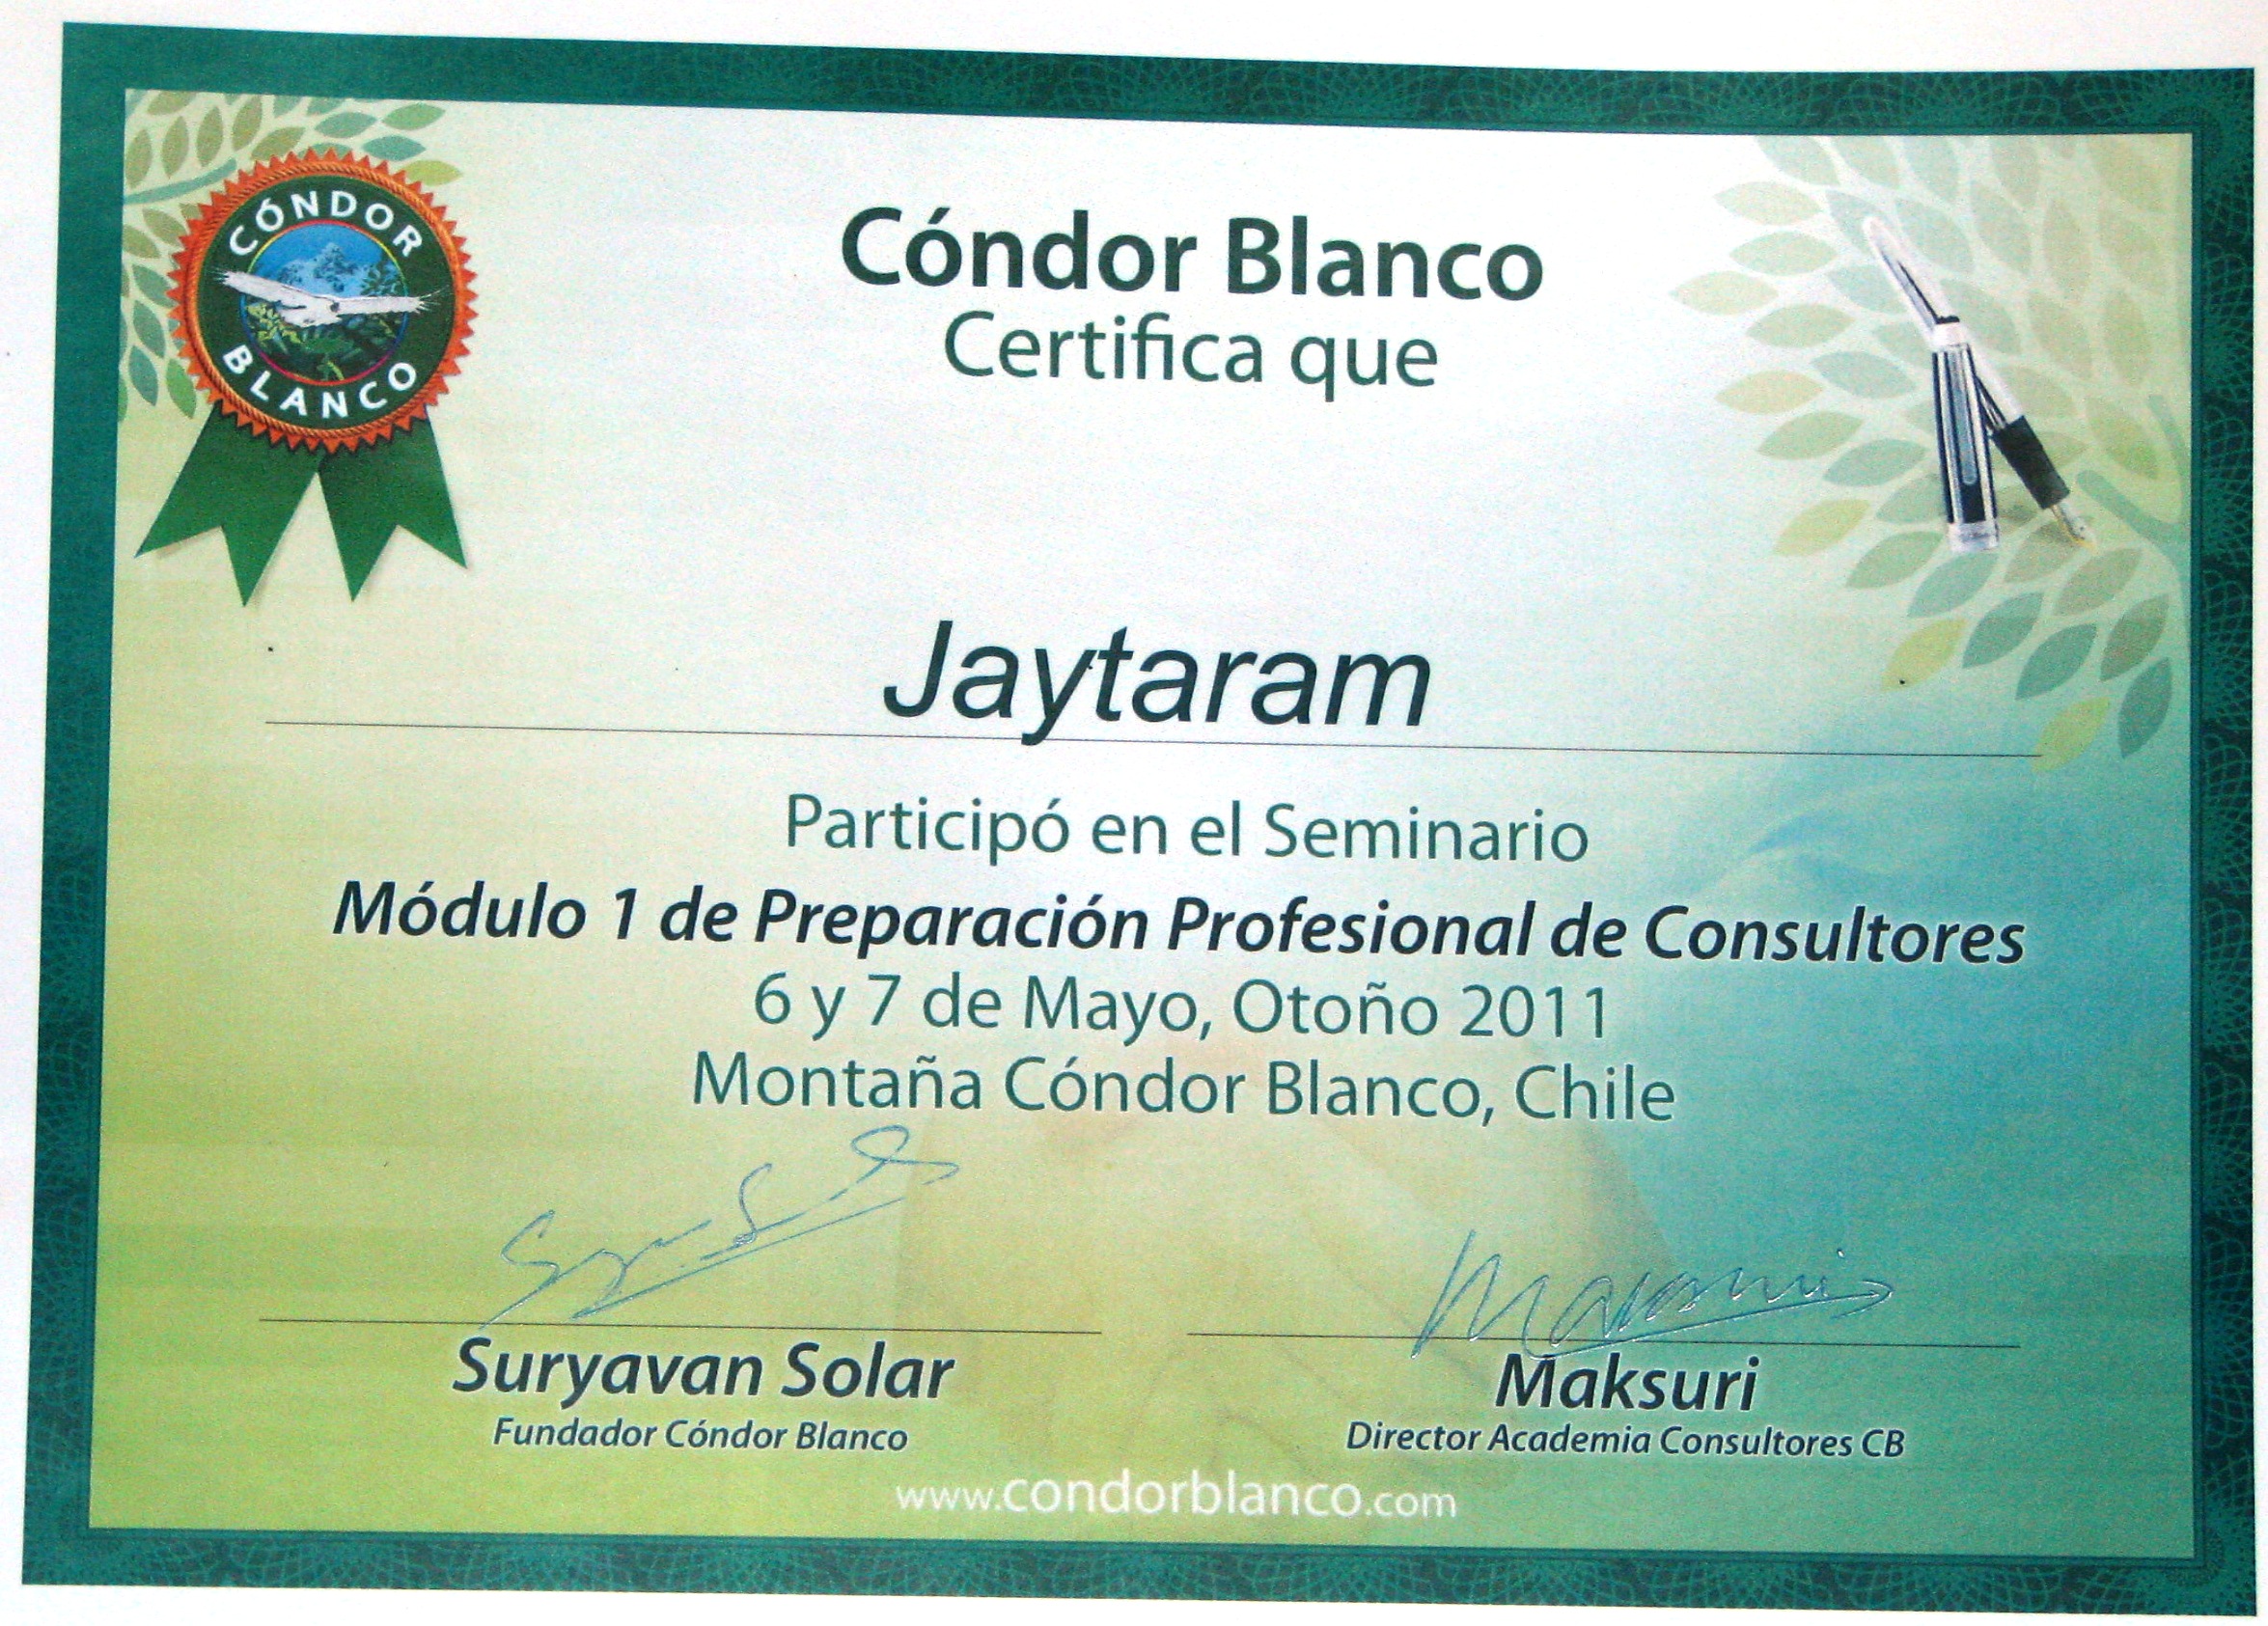 CÓNDOR
BLANCO
Cóndor Blanco
Certifica que
Jaytaram
Participó en el Seminario
Módulo 1 de Preparación Profesional de Consultores
6 y 7 de Mayo, Otoño 2011
Montaña Cóndor Blanco, Chile
Suryavan Solar
Fundador Cóndor Blanco
Maksuri
Director Academia Consultores CB
www.condorblanco.com